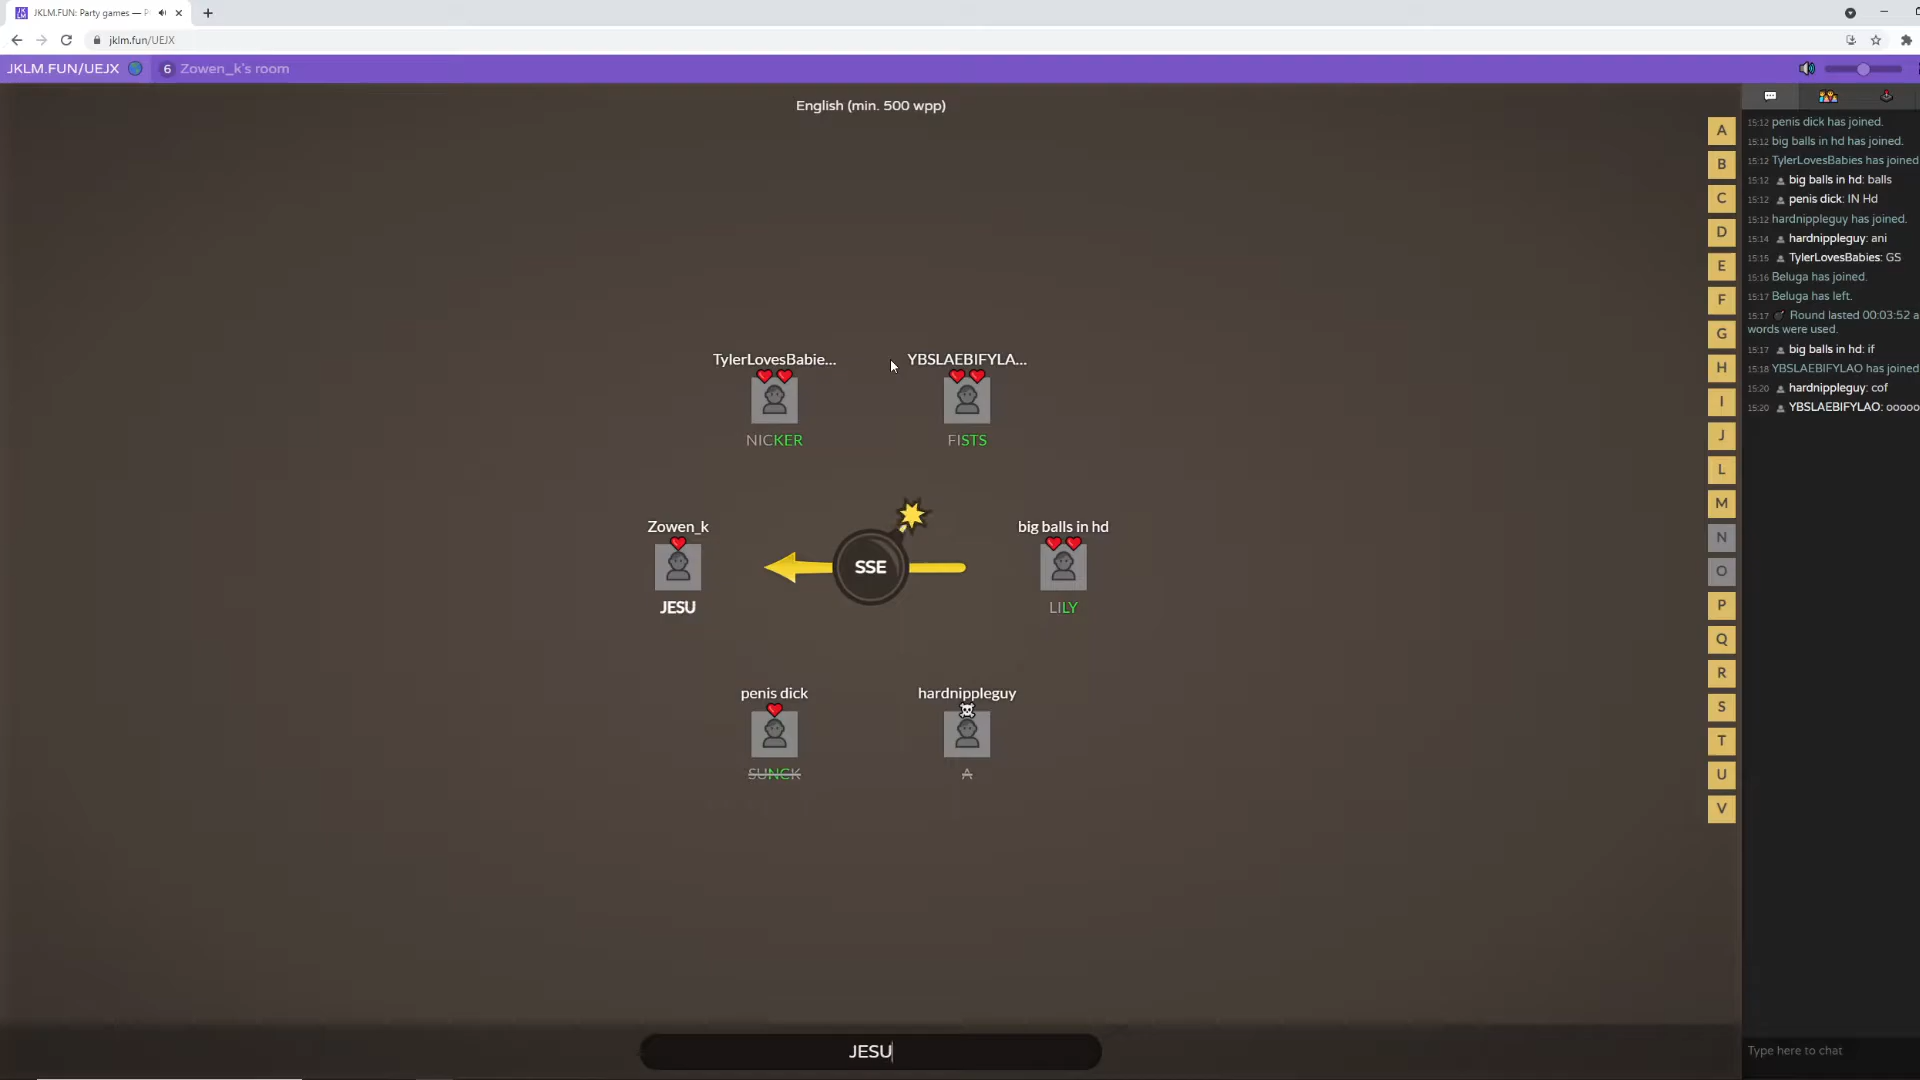 JKLM.FUN: Party games — P
jklm.fun/UEJX
JKLM.FUN/UEJX 6 Zowen_k's room
English (min. 500 wpp)
TylerLovesBabie...
NICKER
YBSLAEBIFYLA...
FISTS
Zowen_k
JESU
SSE
big balls in hd
LILY
penis dick
SUNCK
hardnippleguy
A
JESU
A
B
C
D
E
F
G
H
I
J
L
M
N
O
P
Q
R
S
T
U
V
15:12 penis dick has joined.
15:12 big balls in hd has joined.
15:12 TylerLovesBabies has joined
15:12 big balls in hd: balls
15:12 penis dick: IN Hd
15:12 hardnippleguy has joined.
15:14 hardnippleguy: ani
15:15 TylerLovesBabies: GS
15:16 Beluga has joined.
15:17 Beluga has left.
15:17 Round lasted 00:03:52 a
words were used.
15:17 big balls in hd: if
15:18 YBSLAEBIFYLAO has joined
15:20 hardnippleguy: cof
15:20 YBSLAEBIFYLAO: ooooo
Type here to chat